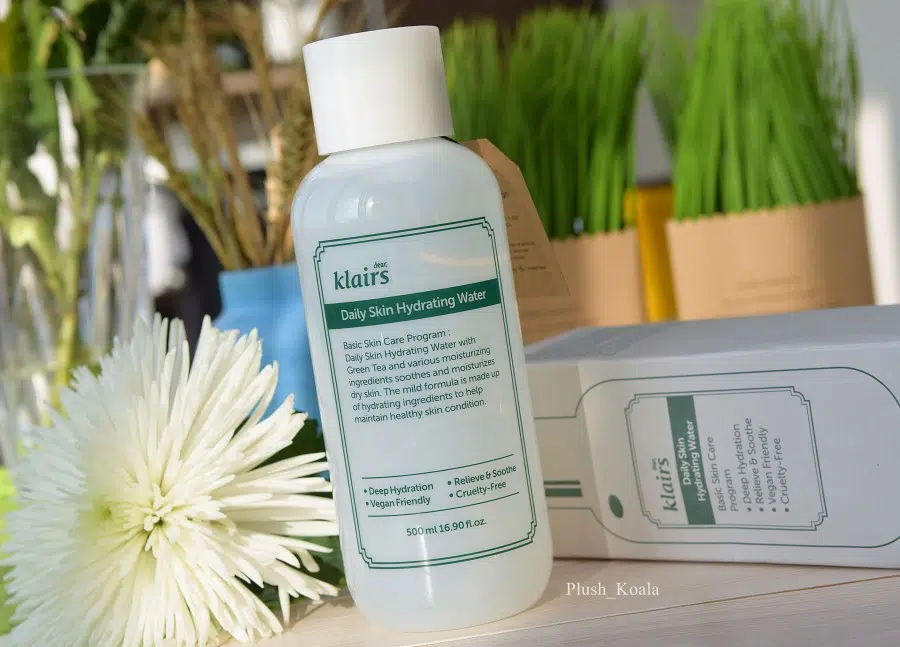 dear,
klairs
Daily Skin Hydrating Water
Basic Skin Care Program :
Daily Skin Hydrating Water with
Green Tea and various moisturizing
ingredients soothes and moisturizes
dry skin. The mild formula is made up
of hydrating ingredients to help
maintain healthy skin condition.
• Deep Hydration • Relieve & Soothe
• Vegan Friendly • Cruelty-Free
500 ml 16.90 fl.oz.
dear,
klairs
Daily Skin
Hydrating Water
Basic Skin Care
Program
• Deep Hydration
• Relieve & Soothe
• Vegan Friendly
• Cruelty-Free
Plush_Koala